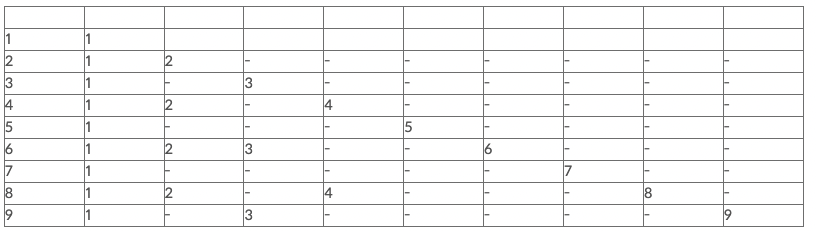 1 1
2 1 2 - - - - - - -
3 1 - 3 - - - - - -
4 1 2 - 4 - - - - -
5 1 - - - 5 - - - -
6 1 2 3 - - 6 - - -
7 1 - - - - - 7 - -
8 1 2 - 4 - - - 8 -
9 1 - 3 - - - - - 9